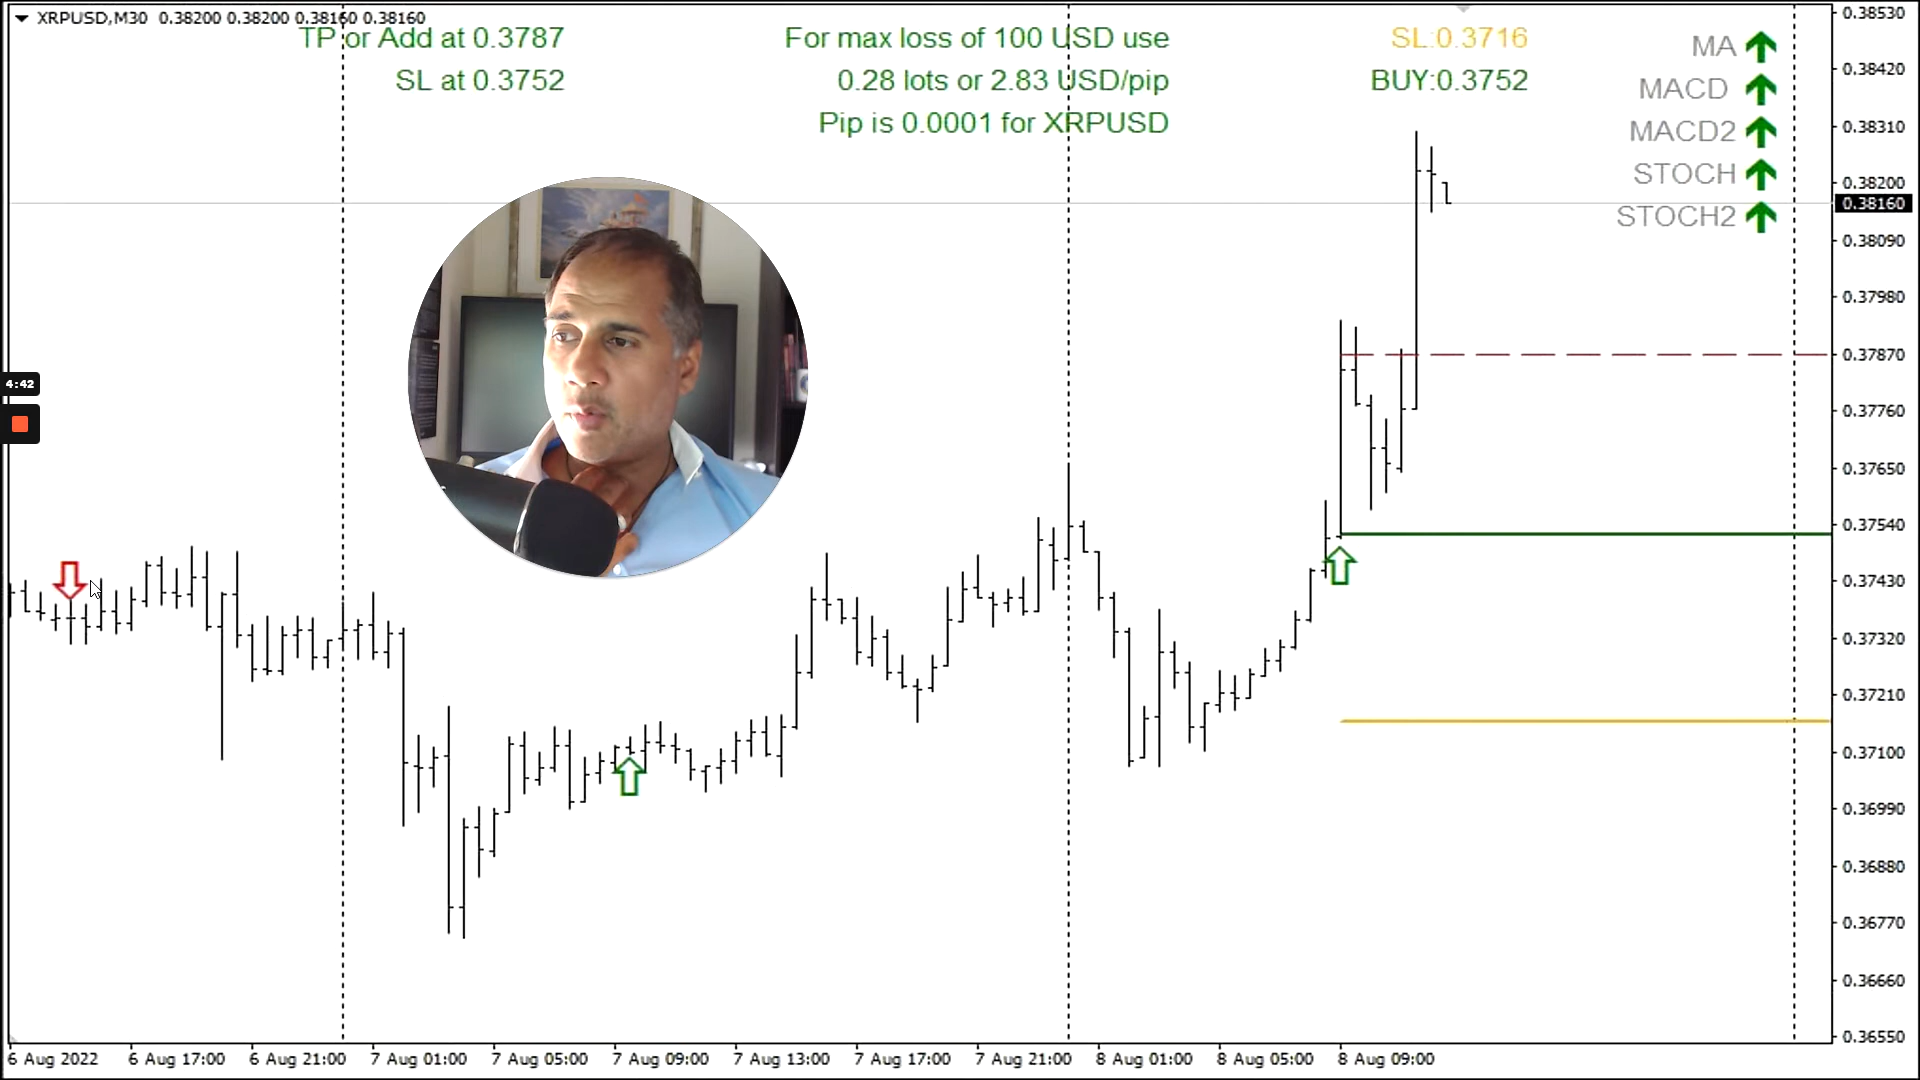 XRPUSD,M30 0.38200 0.38200 0.38160 0.38160
TP or Add at 0.3787
SL at 0.3752
For max loss of 100 USD use
0.28 lots or 2.83 USD/pip
Pip is 0.0001 for XRPUSD
SL:0.3716
BUY:0.3752
MA
MACD
MACD2
STOCH
STOCH2
0.38530
0.38420
0.38310
0.38200
0.38160
0.38090
0.37980
0.37870
0.37760
0.37650
0.37540
0.37430
0.37320
0.37210
0.37100
0.36990
0.36880
0.36770
0.36660
0.36550
4:42
6 Aug 2022 6 Aug 17:00 6 Aug 21:00 7 Aug 01:00 7 Aug 05:00 7 Aug 09:00 7 Aug 13:00 7 Aug 17:00 7 Aug 21:00 8 Aug 01:00 8 Aug 05:00 8 Aug 09:00